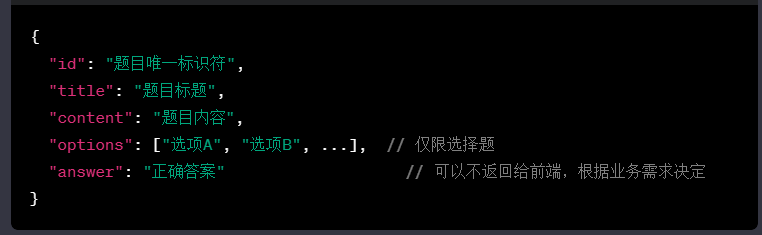 {
"id": "题目唯一标识符",
"title": "题目标题",
"content": "题目内容",
"options": ["选项A", "选项B", ...],  // 仅限选择题
"answer": "正确答案"                   // 可以不返回给前端，根据业务需求决定
}